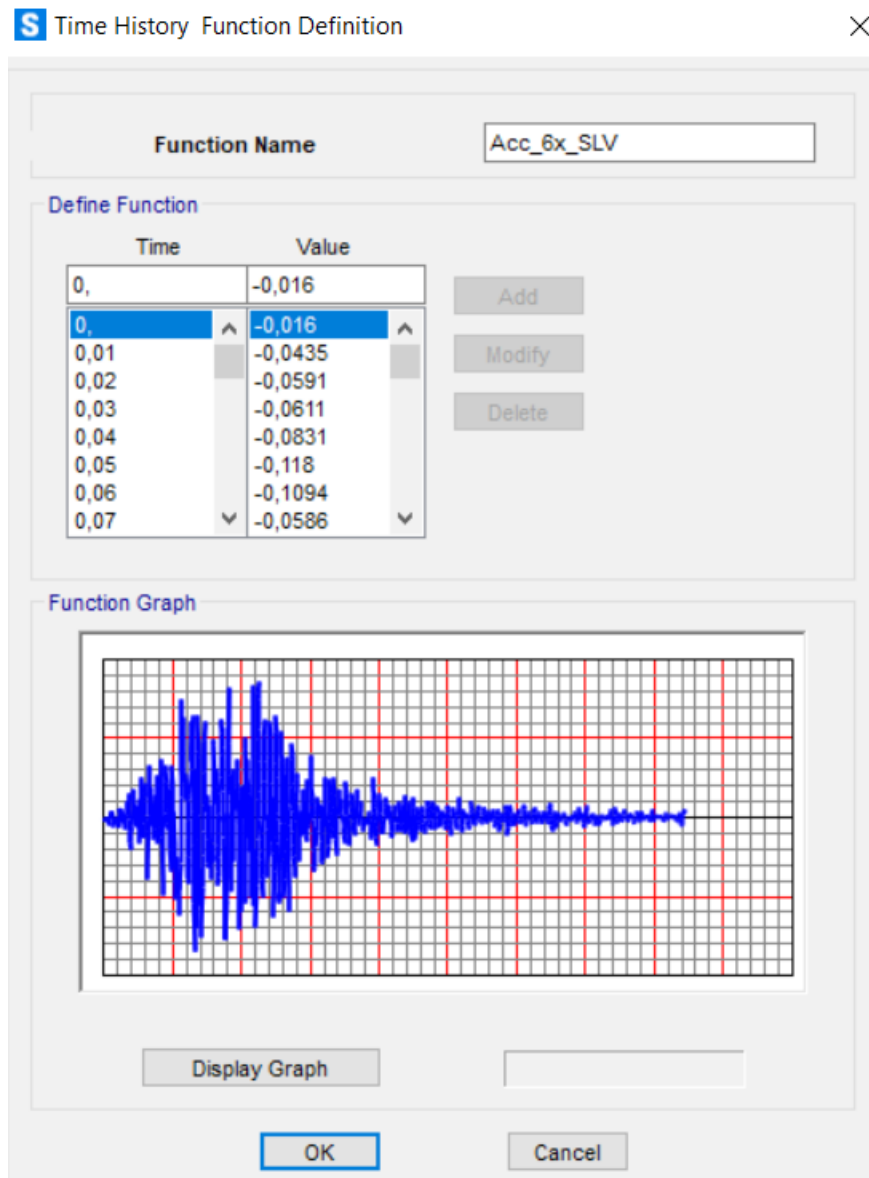 S Time History Function Definition
Function Name Acc_6x_SLV
Define Function
Time Value
0, -0,016 Add
0, -0,016
0,01 -0,0435 Modify
0,02 -0,0591
0,03 -0,0611 Delete
0,04 -0,0831
0,05 -0,118
0,06 -0,1094
0,07 -0,0586
Function Graph
Display Graph
OK Cancel